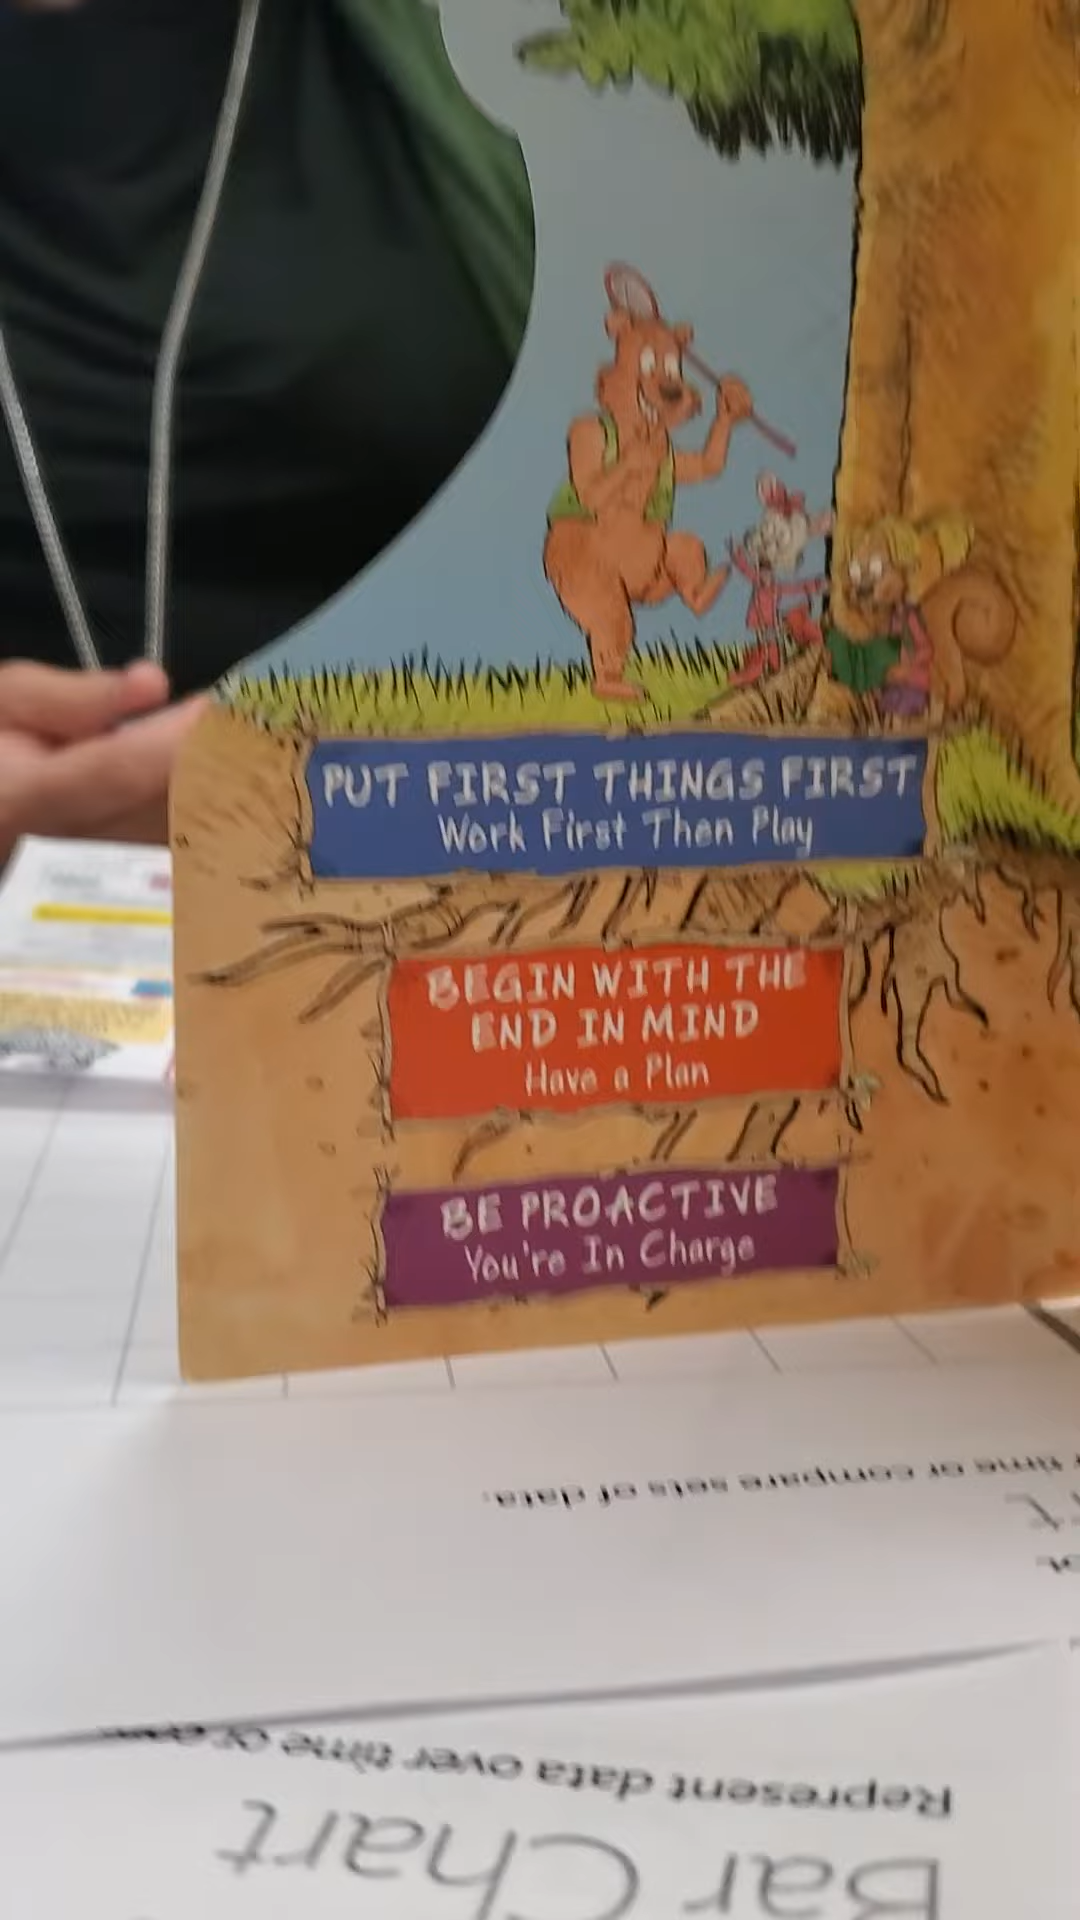 PUT FIRST THINGS FIRST
Work First Then Play
BEGIN WITH THE
END IN MIND
Have a Plan
BE PROACTIVE
You're In Charge
time or compare sets of data.
Represent data over time or
Bar Chart